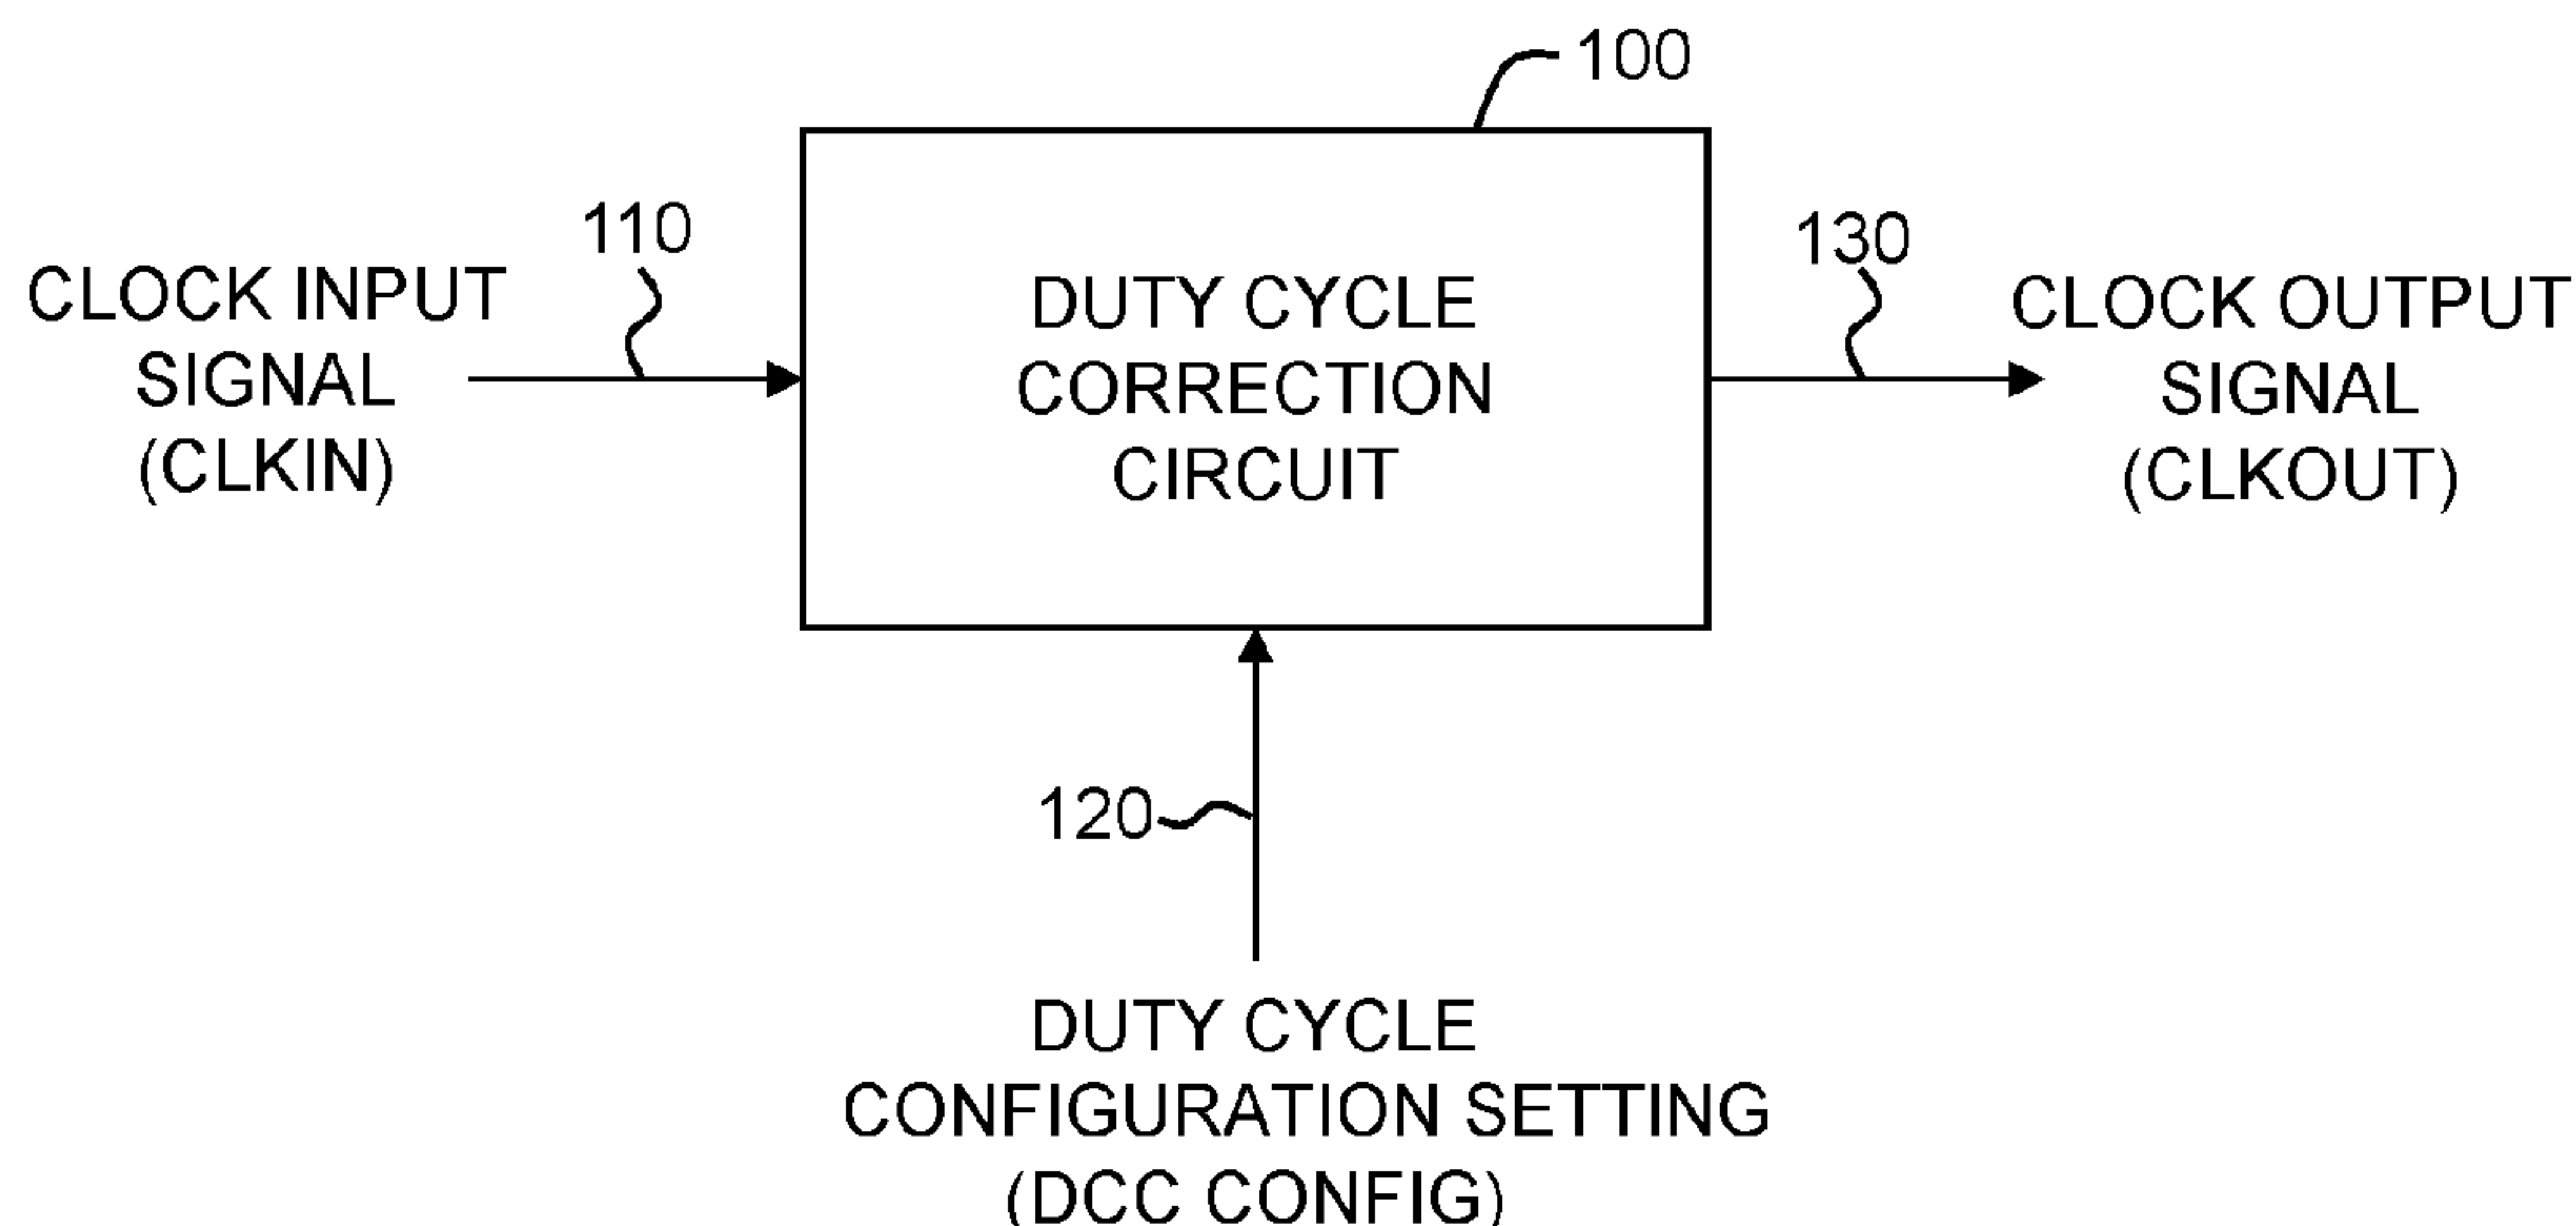 100
110
CLOCK INPUT
SIGNAL
(CLKIN)
DUTY CYCLE
CORRECTION
CIRCUIT
130
CLOCK OUTPUT
SIGNAL
(CLKOUT)
120
DUTY CYCLE
CONFIGURATION SETTING
(DCC CONFIG)